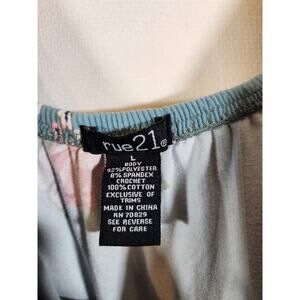 rue21®
L
BODY
92%POLYESTER
8% SPANDEX
CROCHET
100%COTTON
EXCLUSIVE OF
TRIMS
MADE IN CHINA
RN 70829
SEE REVERSE
FOR CARE